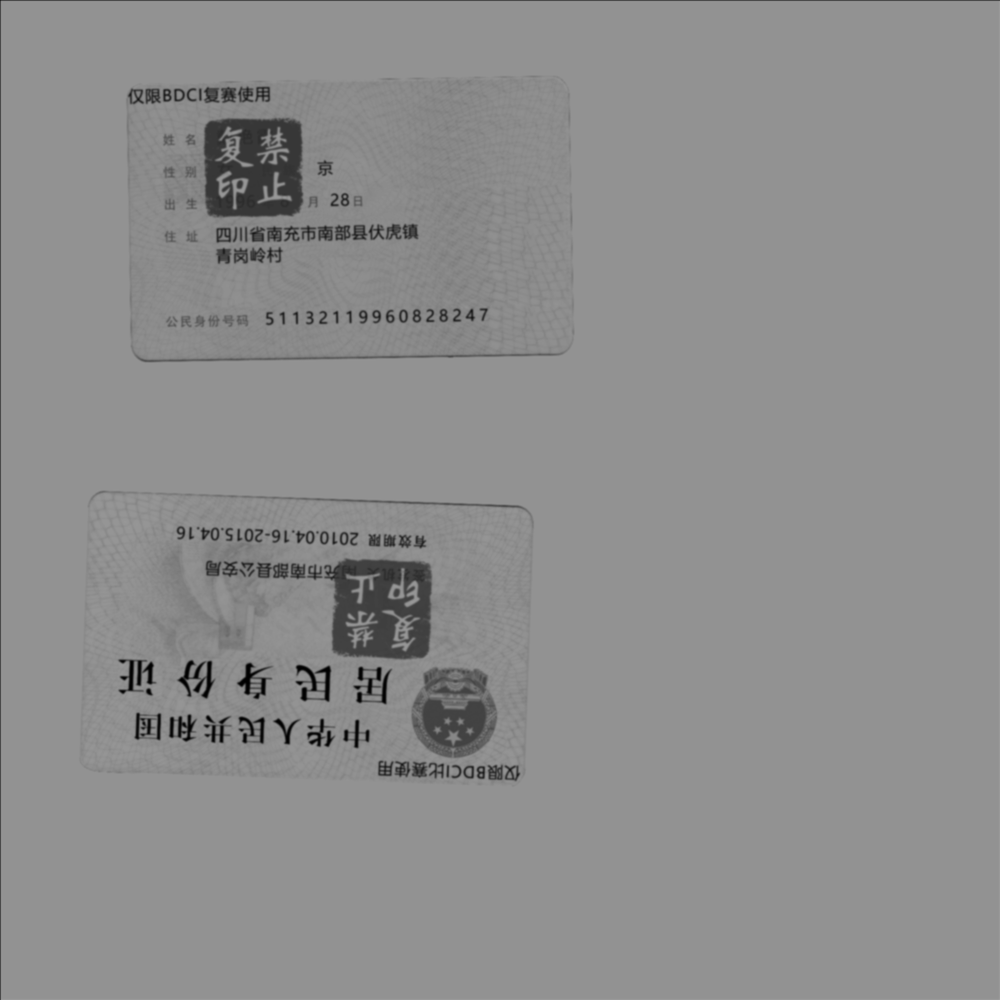 仅限BDCI复赛使用
姓名
性别 京
出生 1996 月 28日
住址 四川省南充市南部县伏虎镇
青岗岭村
公民身份号码 511321199660828247
禁止
复印
中华人民共和国
居民身份证
机关 南充市南部县公安局
有效期限 2010.04.16-2015.04.16
禁止
复印
仅限BDCI比赛使用